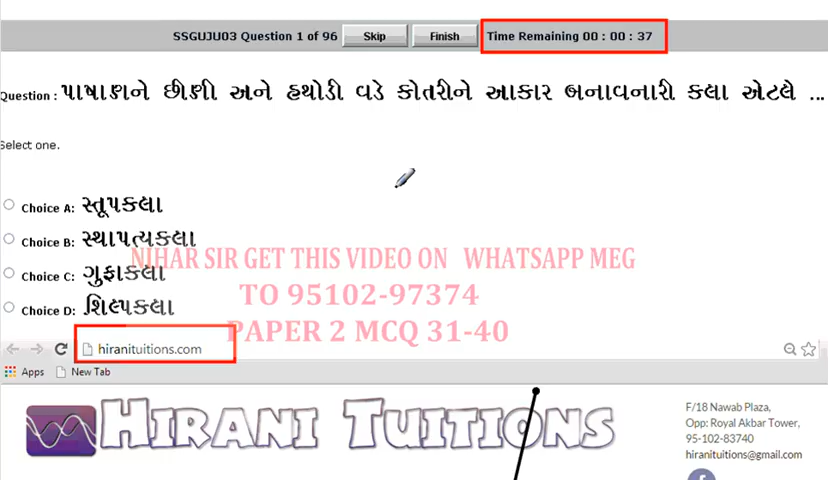 SSGUJU03 Question 1 of 96 Skip Finish Time Remaining 00 : 00 : 37
Question : પાષાણને છીણી અને હથોડી વડે કોતરીને આકાર બનાવનારી કલા એટલે ...
Select one.
Choice A: સ્તૂપકલા
Choice B: સ્થાપત્યકલા
NIHAR SIR GET THIS VIDEO ON WHATSAPP MEG
Choice C: ગુફાકલા
TO 95102-97374
Choice D: શિલ્પકલા
PAPER 2 MCQ 31-40
hiranituitions.com
Apps New Tab
HIRANI TUITIONS
F/18 Nawab Plaza,
Opp: Royal Akbar Tower,
95-102-83740
hiranituitions@gmail.com
f